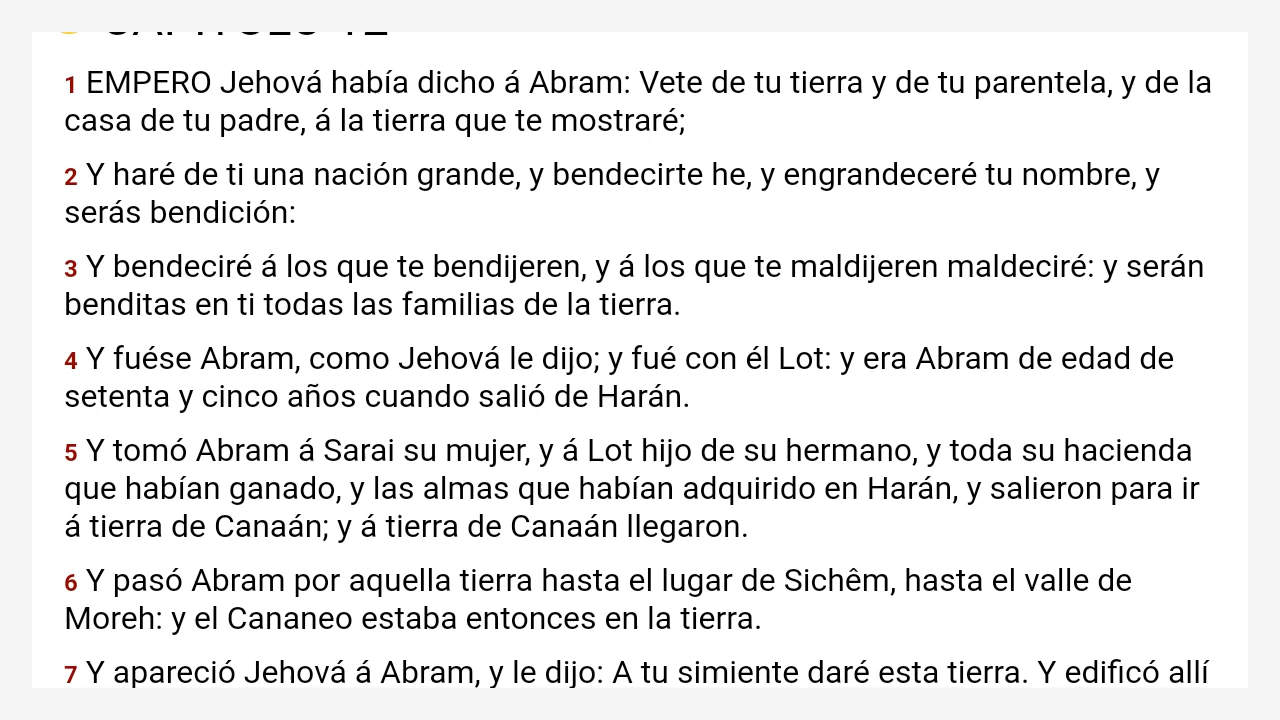 CAPÍTULO 12
1 EMPERO Jehová había dicho á Abram: Vete de tu tierra y de tu parentela, y de la
casa de tu padre, á la tierra que te mostraré;
2 Y haré de ti una nación grande, y bendecirte he, y engrandeceré tu nombre, y
serás bendición:
3 Y bendeciré á los que te bendijeren, y á los que te maldijeren maldeciré: y serán
benditas en ti todas las familias de la tierra.
4 Y fuése Abram, como Jehová le dijo; y fué con él Lot: y era Abram de edad de
setenta y cinco años cuando salió de Harán.
5 Y tomó Abram á Sarai su mujer, y á Lot hijo de su hermano, y toda su hacienda
que habían ganado, y las almas que habían adquirido en Harán, y salieron para ir
á tierra de Canaán; y á tierra de Canaán llegaron.
6 Y pasó Abram por aquella tierra hasta el lugar de Sichêm, hasta el valle de
Moreh: y el Cananeo estaba entonces en la tierra.
7 Y apareció Jehová á Abram, y le dijo: A tu simiente daré esta tierra. Y edificó allí